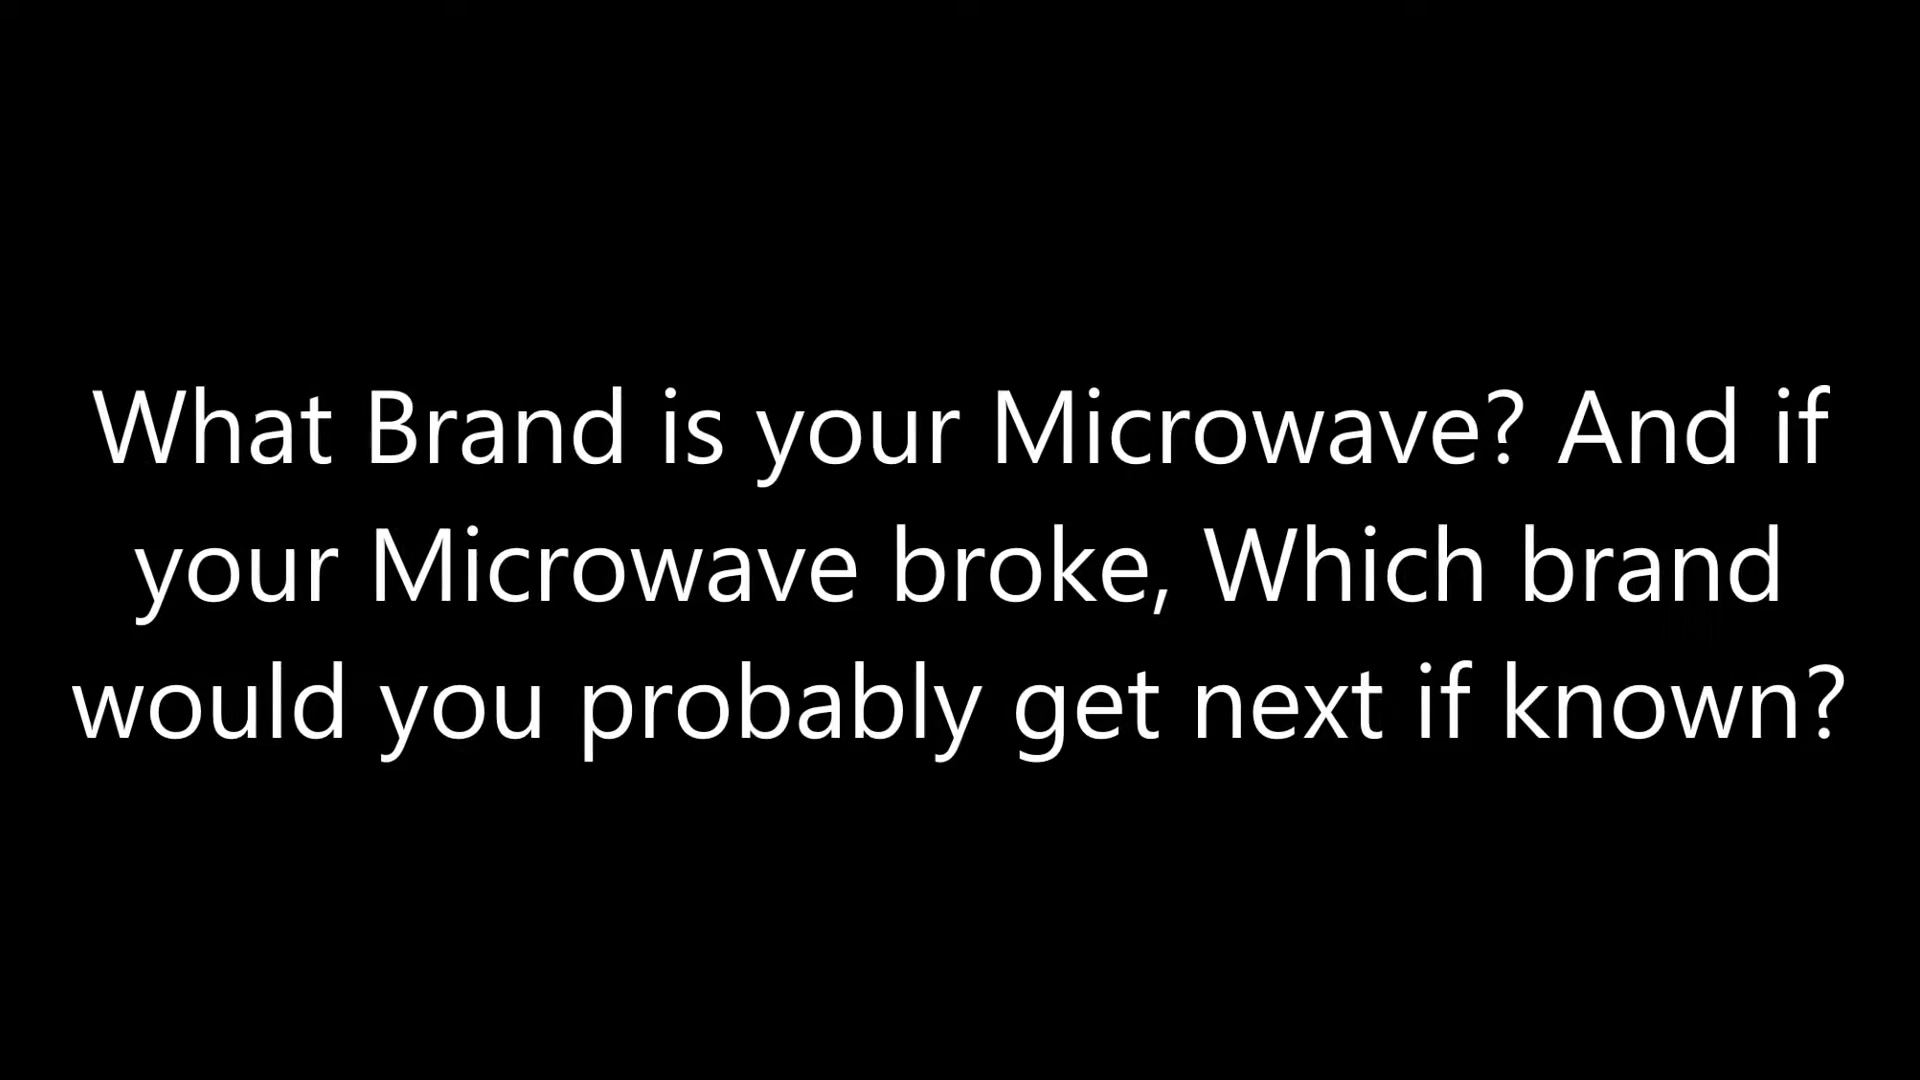 What Brand is your Microwave? And if
your Microwave broke, Which brand
would you probably get next if known?